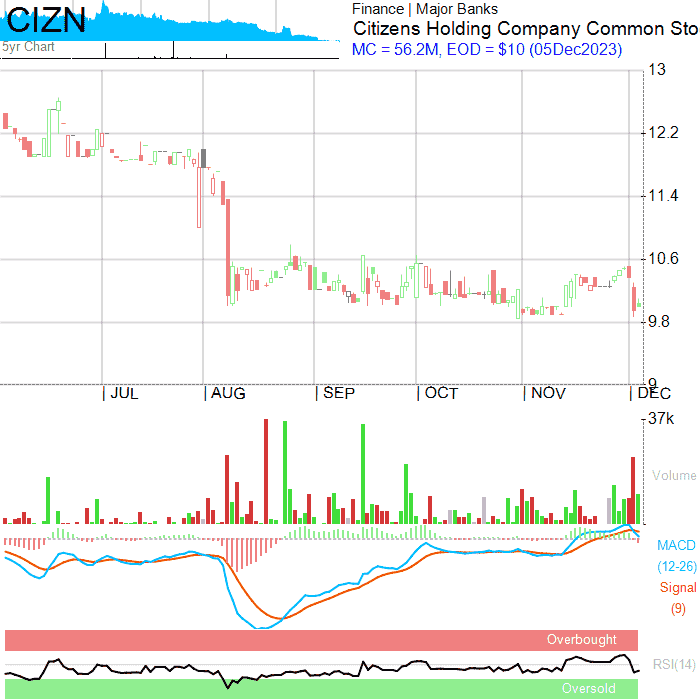 CIZN
Finance | Major Banks
Citizens Holding Company Common Sto
MC = 56.2M, EOD = $10 (05Dec2023)
5yr Chart
13
12.2
11.4
10.6
9.8
9
| JUL | AUG | SEP | OCT | NOV | DEC
37k
Volume
MACD
(12-26)
Signal
(9)
Overbought
RSI(14)
Oversold